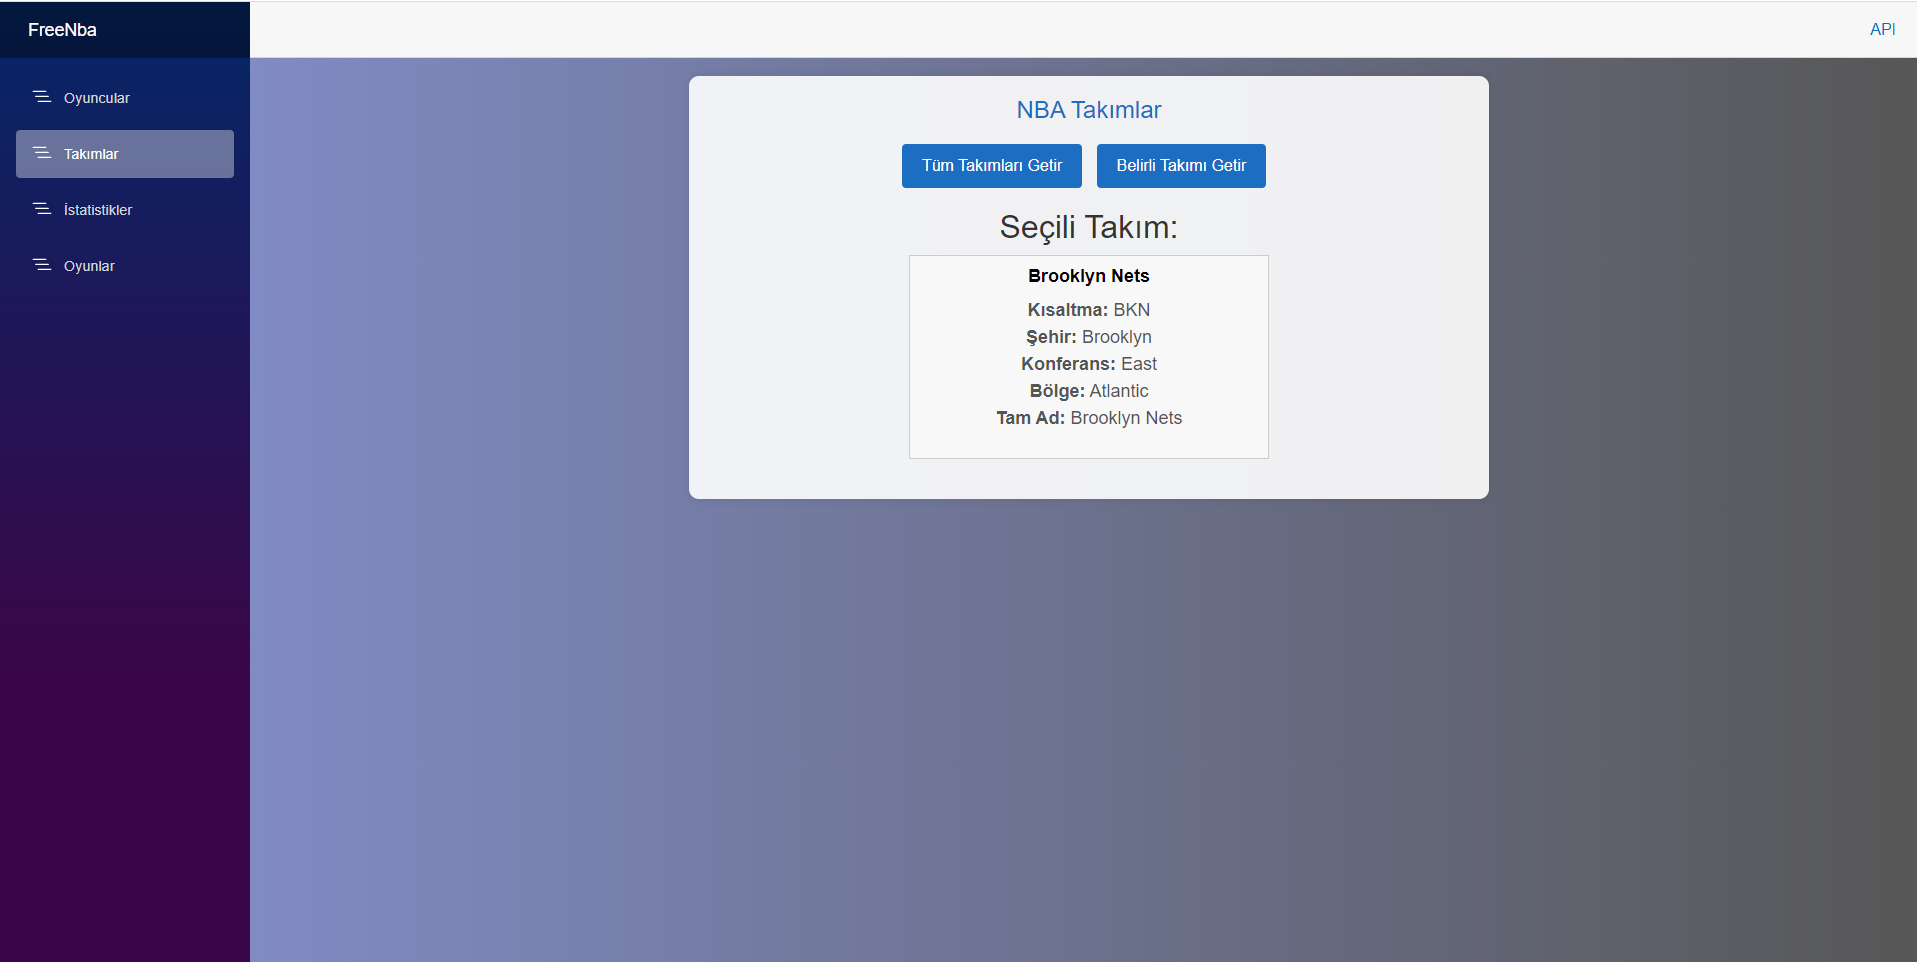 FreeNba
API
Oyuncular
Takımlar
İstatistikler
Oyunlar
NBA Takımlar
Tüm Takımları Getir
Belirli Takımı Getir
Seçili Takım:
Brooklyn Nets
Kısaltma: BKN
Şehir: Brooklyn
Konferans: East
Bölge: Atlantic
Tam Ad: Brooklyn Nets